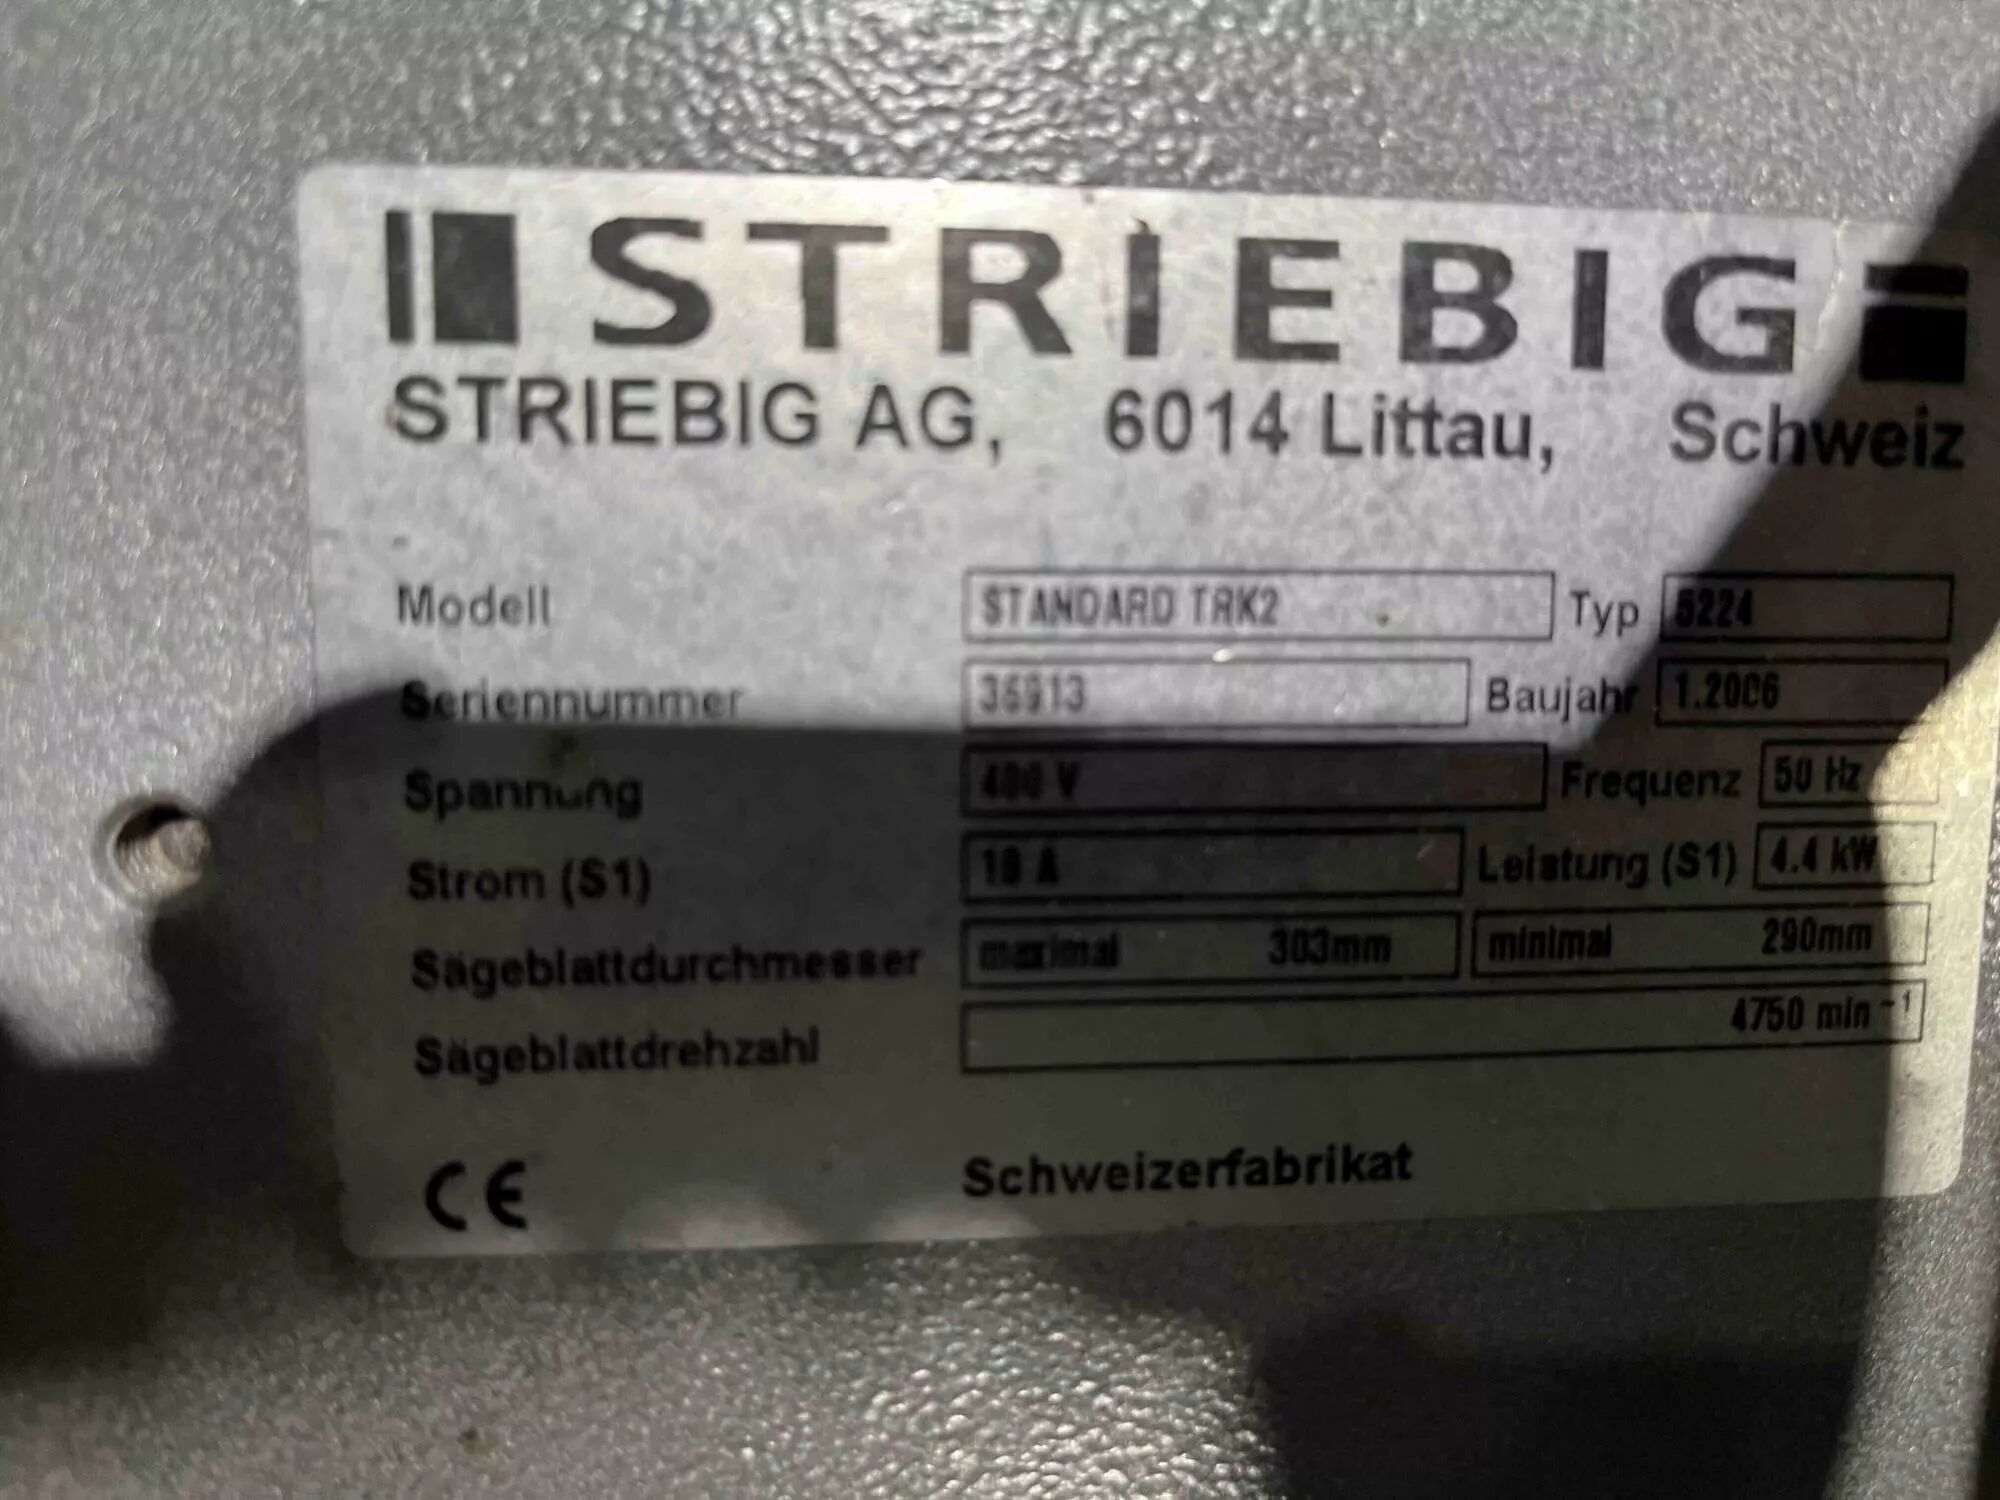 STRIEBIG
STRIEBIG AG, 6014 Littau, Schweiz
Modell STANDARD TRK2 Typ 5224
Seriennummer Baujahr 1.2006
Spannung 400 V Frequenz 50 Hz
Strom (S1) A Leistung (S1) 4.4 kW
Sägeblattdurchmesser maximal 303mm minimal 290mm
Sägeblattdrehzahl 4750 min⁻¹
CE Schweizerfabrikat